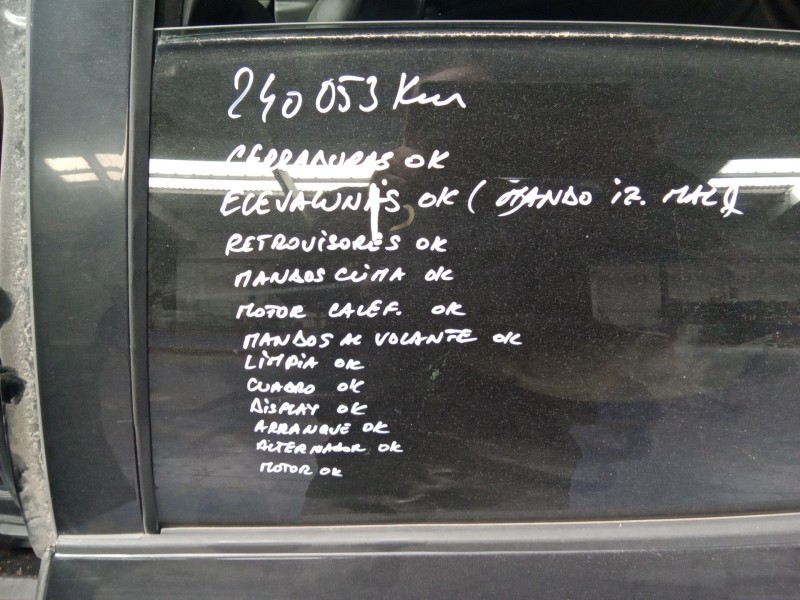 240 053 Km
CERRADURAS OK
ELEVALUNAS OK ( MANDO IZ. MAL )
RETROVISORES OK
MANDOS CLIMA OK
MOTOR CALEF. OK
MANDOS AL VOLANTE OK
LIMPIA OK
CUADRO OK
DISPLAY OK
ARRANQUE OK
ALTERNADOR OK
MOTOR OK